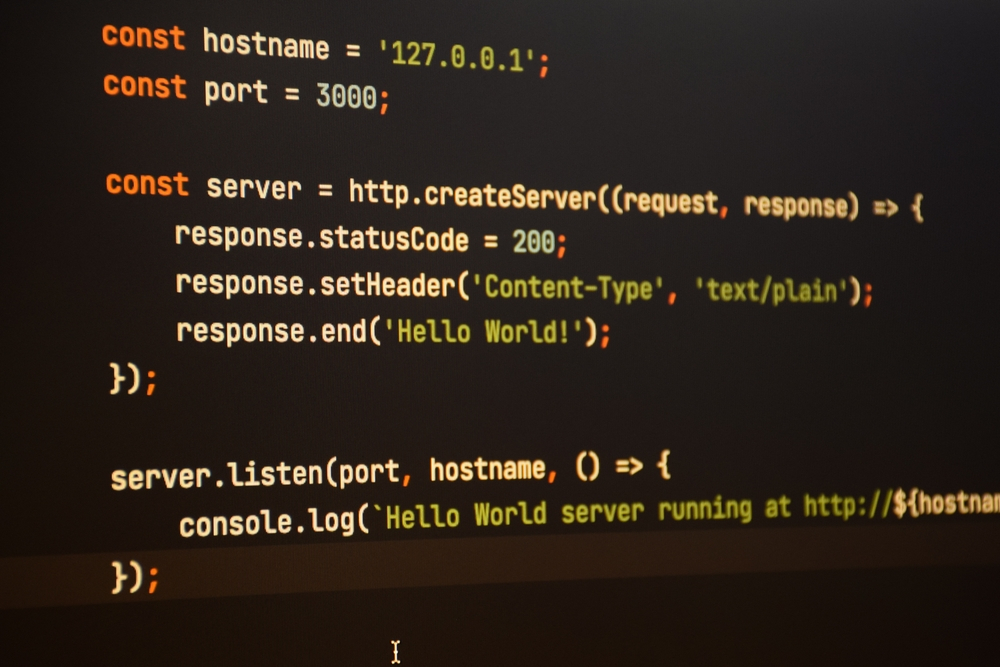 const hostname = '127.0.0.1';
const port = 3000;
const server = http.createServer((request, response) => {
response.statusCode = 200;
response.setHeader('Content-Type', 'text/plain');
response.end('Hello World!');
});
server.listen(port, hostname, () => {
console.log(`Hello World server running at http://${hostnam
});